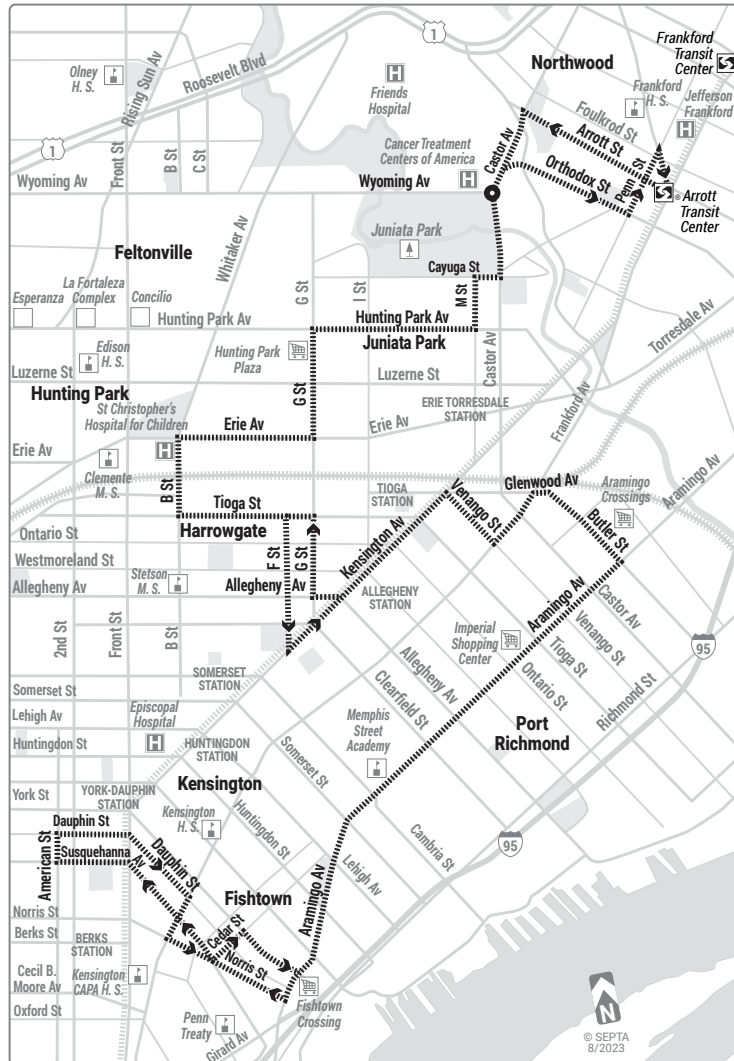 1
Northwood
Frankford
Transit
Center
Olney
H. S.
Rising Sun Av
Roosevelt Blvd
Friends
Hospital
Frankford
H. S.
Jefferson
Frankford
Foulkrod St
Arrott St
Castor Av
1
Front St
B St
C St
Cancer Treatment
Centers of America
Orthodox St
Penn St
Wyoming Av
Wyoming Av
Arrott
Transit
Center
Whitaker Av
Juniata Park
Feltonville
Cayuga St
La Fortaleza
Complex
Esperanza
Concilio
G St
I St
M St
Hunting Park Av
Hunting Park Av
Juniata Park
Castor Av
Torresdale Av
Edison
H. S.
Hunting Park
Plaza
Luzerne St
Luzerne St
Hunting Park
G St
Frankford Av
St Christopher's
Hospital for Children
ERIE TORRESDALE
STATION
Erie Av
Erie Av
Erie Av
Clemente
M. S.
B St
TIOGA
STATION
Glenwood Av
Aramingo
Crossings
Aramingo Av
Venango St
Tioga St
Harrowgate
Butler St
Ontario St
F St
G St
Kensington Av
Westmoreland St
Stetson
M. S.
Allegheny Av
Allegheny Av
ALLEGHENY
STATION
Aramingo Av
Castor Av
Venango St
Tioga St
Ontario St
2nd St
Front St
B St
Imperial
Shopping
Center
95
SOMERSET
STATION
Allegheny Av
Clearfield St
Richmond St
Somerset St
Lehigh Av
Episcopal
Hospital
Memphis
Street
Academy
Port
Richmond
Huntingdon St
HUNTINGDON
STATION
Somerset St
Kensington
York St
YORK-DAUPHIN
STATION
Kensington
H. S.
Huntingdon St
Dauphin St
Dauphin St
Susquehanna Av
American St
Lehigh Av
Cambria St
95
Aramingo Av
Fishtown
Norris St
Cedar St
Berks St
BERKS
STATION
Norris St
Cecil B.
Moore Av
Kensington
CAPA H. S.
Oxford St
Fishtown
Crossing
Penn
Treaty
Girard Av
N
© SEPTA
8/2023